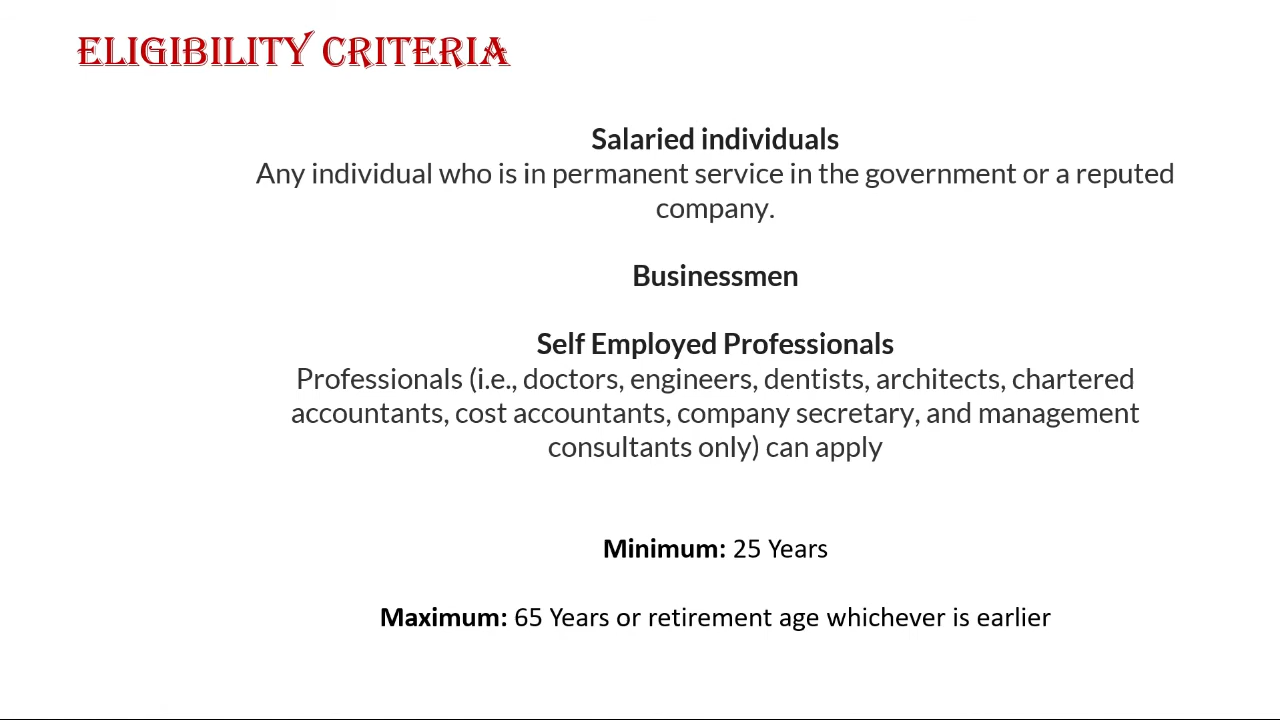 ELIGIBILITY CRITERIA
Salaried individuals
Any individual who is in permanent service in the government or a reputed
company.
Businessmen
Self Employed Professionals
Professionals (i.e., doctors, engineers, dentists, architects, chartered
accountants, cost accountants, company secretary, and management
consultants only) can apply
Minimum: 25 Years
Maximum: 65 Years or retirement age whichever is earlier